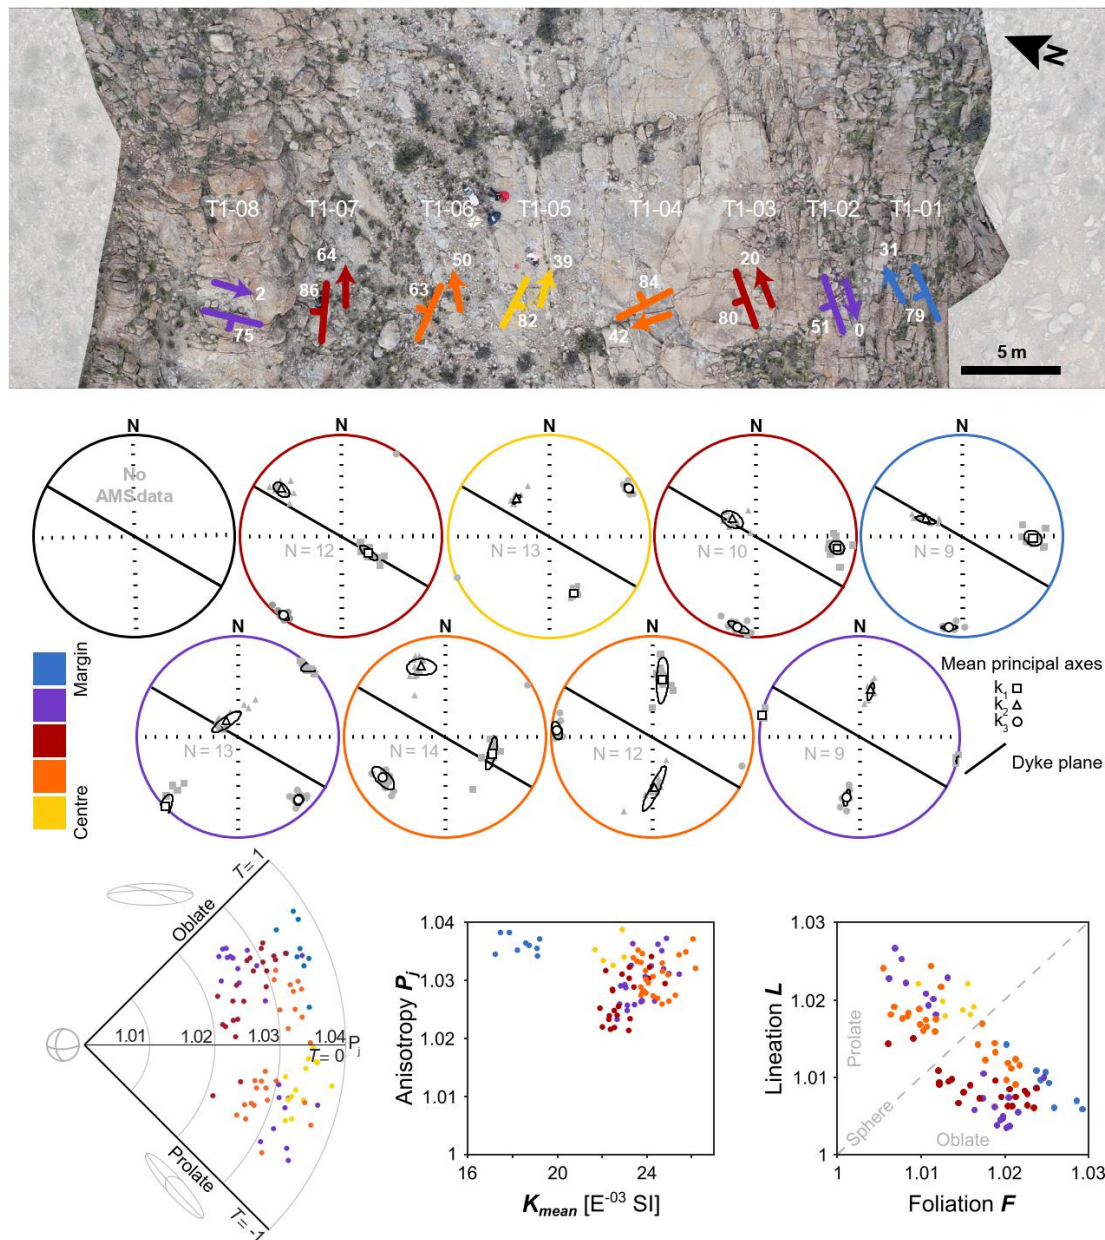 N
T1-08 T1-07 T1-06 T1-05 T1-04 T1-03 T1-02 T1-01
64 50 39 20 31
2 86 63 84
75 82 42 80 51 0 79
5 m
N N N N
No
AMS data
N = 12 N = 13 N = 10 N = 9
N N N N
Margin
Centre
N = 13 N = 14 N = 12 N = 9
Mean principal axes
k1
k2
k3
Dyke plane
T= 1
Oblate
1.01 1.02 1.03 1.04 Pj
T= 0
Prolate
T= -1
1.04
1.03
1.02
1.01
1
Anisotropy Pj
16 20 24
Kmean [E-03 SI]
1.03
1.02
1.01
1
Lineation L
Prolate
Sphere
Oblate
1 1.01 1.02 1.03
Foliation F